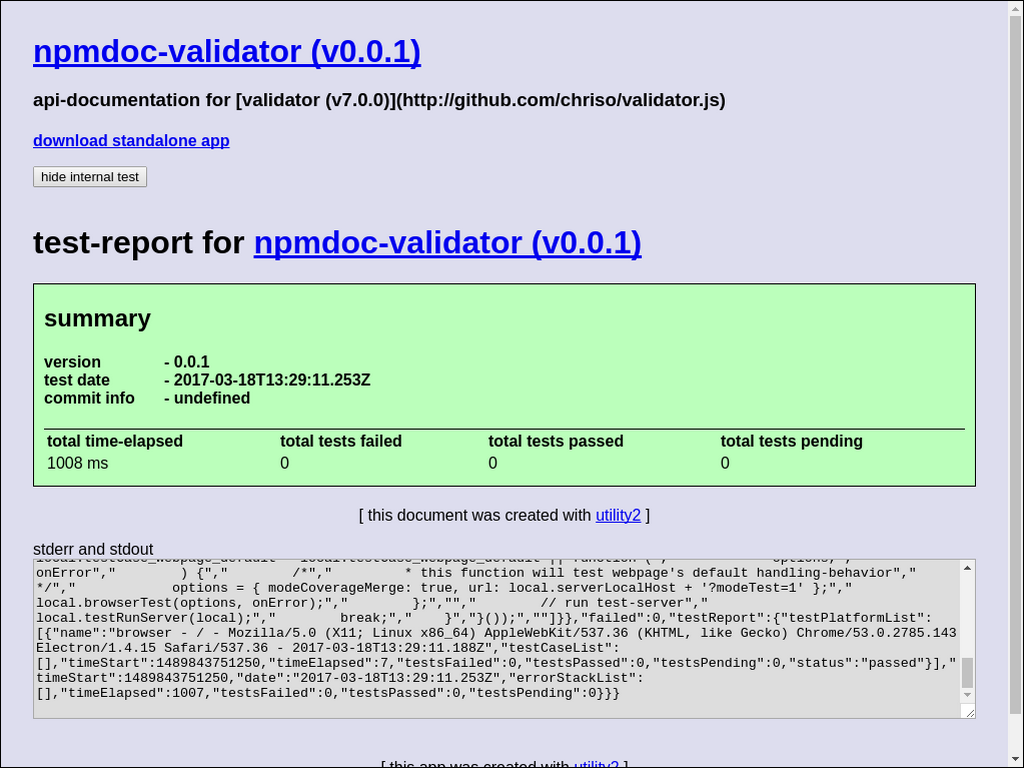 npmdoc-validator (v0.0.1)
api-documentation for [validator (v7.0.0)](http://github.com/chriso/validator.js)
download standalone app
hide internal test
test-report for npmdoc-validator (v0.0.1)
summary
version - 0.0.1
test date - 2017-03-18T13:29:11.253Z
commit info - undefined
total time-elapsed total tests failed total tests passed total tests pending
1008 ms 0 0 0
[ this document was created with utility2 ]
stderr and stdout
onError","        ) {","        /*","         * this function will test webpage's default handling-behavior","
*/","            options = { modeCoverageMerge: true, url: local.serverLocalHost + '?modeTest=1' };","
local.browserTest(options, onError);","        };","","        // run test-server","
local.testRunServer(local);","        break;","    }","}());",""]}},"failed":0,"testReport":{"testPlatformList":
[{"name":"browser - / - Mozilla/5.0 (X11; Linux x86_64) AppleWebKit/537.36 (KHTML, like Gecko) Chrome/53.0.2785.143
Electron/1.4.15 Safari/537.36 - 2017-03-18T13:29:11.188Z","testCaseList":
[],"timeStart":1489843751250,"timeElapsed":7,"testsFailed":0,"testsPassed":0,"testsPending":0,"status":"passed"}],"
timeStart":1489843751250,"date":"2017-03-18T13:29:11.253Z","errorStackList":
[],"timeElapsed":1007,"testsFailed":0,"testsPassed":0,"testsPending":0}}}
[ this app was created with utility2 ]